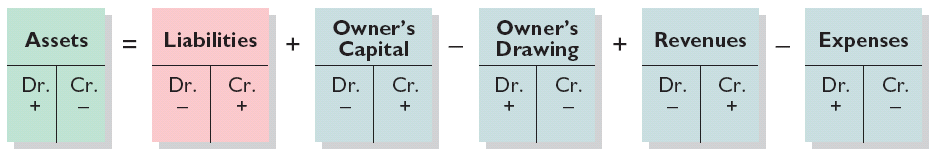 Assets = Liabilities + Owner's Capital – Owner's Drawing + Revenues – Expenses
Dr. Cr. Dr. Cr. Dr. Cr. Dr. Cr. Dr. Cr. Dr. Cr.
+ – – + – + + – – + + –